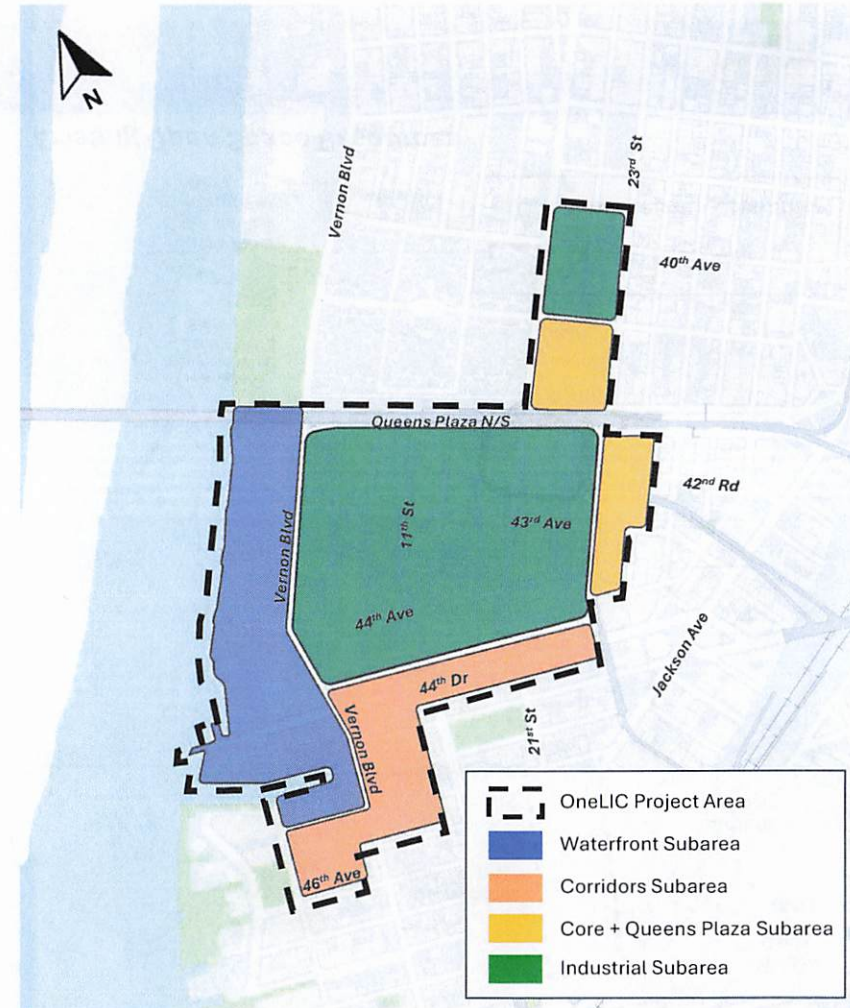 N
Vernon Blvd
23rd St
40th Ave
Queens Plaza N/S
42nd Rd
11th St
43rd Ave
Vernon Blvd
44th Ave
Jackson Ave
44th Dr
Vernon Blvd
21st St
46th Ave
OneLIC Project Area
Waterfront Subarea
Corridors Subarea
Core + Queens Plaza Subarea
Industrial Subarea